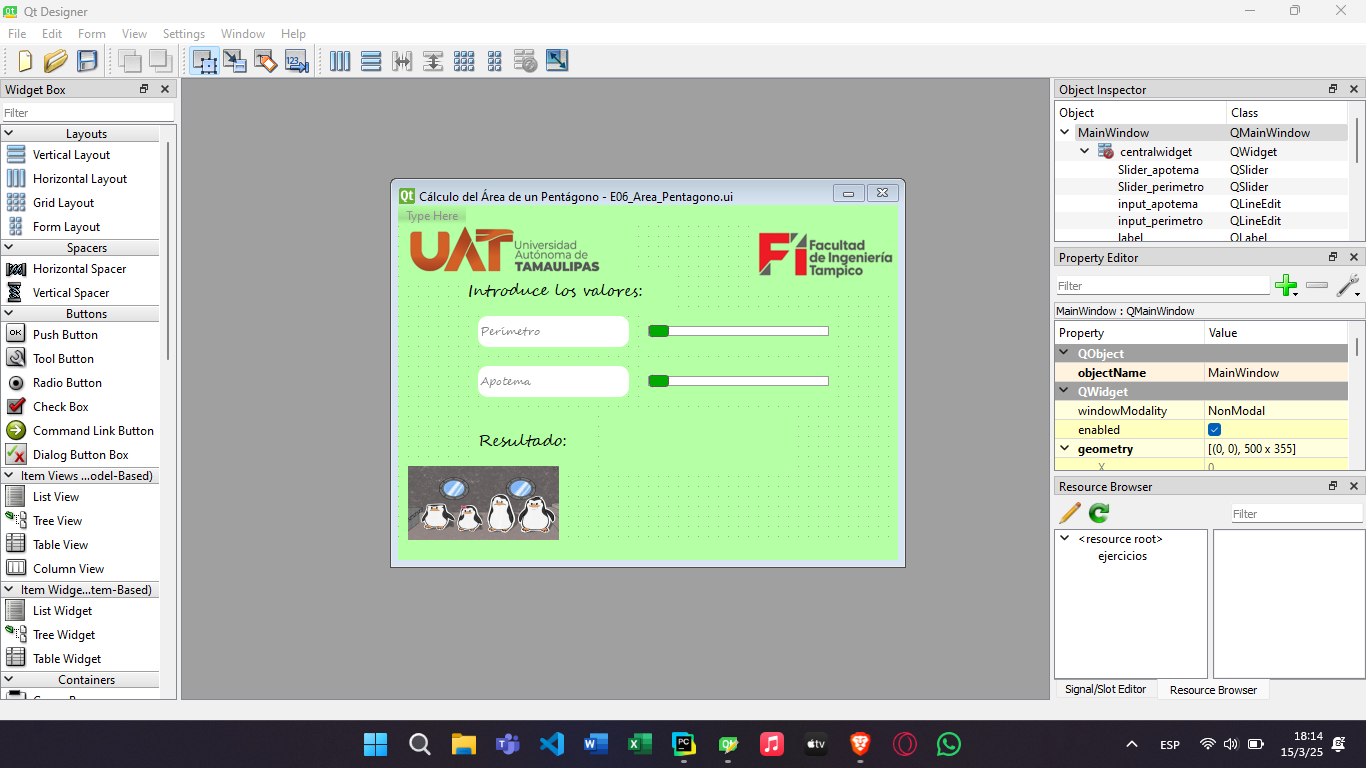 Qt Designer
File Edit Form View Settings Window Help
Widget Box
Filter
Layouts
Vertical Layout
Horizontal Layout
Grid Layout
Form Layout
Spacers
Horizontal Spacer
Vertical Spacer
Buttons
Push Button
Tool Button
Radio Button
Check Box
Command Link Button
Dialog Button Box
Item Views ...odel-Based)
List View
Tree View
Table View
Column View
Item Widge...tem-Based)
List Widget
Tree Widget
Table Widget
Containers
Qt Cálculo del Área de un Pentágono - E06_Area_Pentagono.ui
Type Here
UAT Universidad
Autónoma de
TAMAULIPAS
Fi Facultad
de Ingeniería
Tampico
Introduce los valores:
Perímetro
Apotema
Resultado:
Object Inspector
Object Class
MainWindow QMainWindow
centralwidget QWidget
Slider_apotema QSlider
Slider_perimetro QSlider
input_apotema QLineEdit
input_perimetro QLineEdit
label QLabel
Property Editor
Filter
MainWindow : QMainWindow
Property Value
QObject
objectName MainWindow
QWidget
windowModality NonModal
enabled
geometry [(0, 0), 500 x 355]
X 0
Resource Browser
Filter
<resource root>
ejercicios
Signal/Slot Editor Resource Browser
ESP
18:14
15/3/25